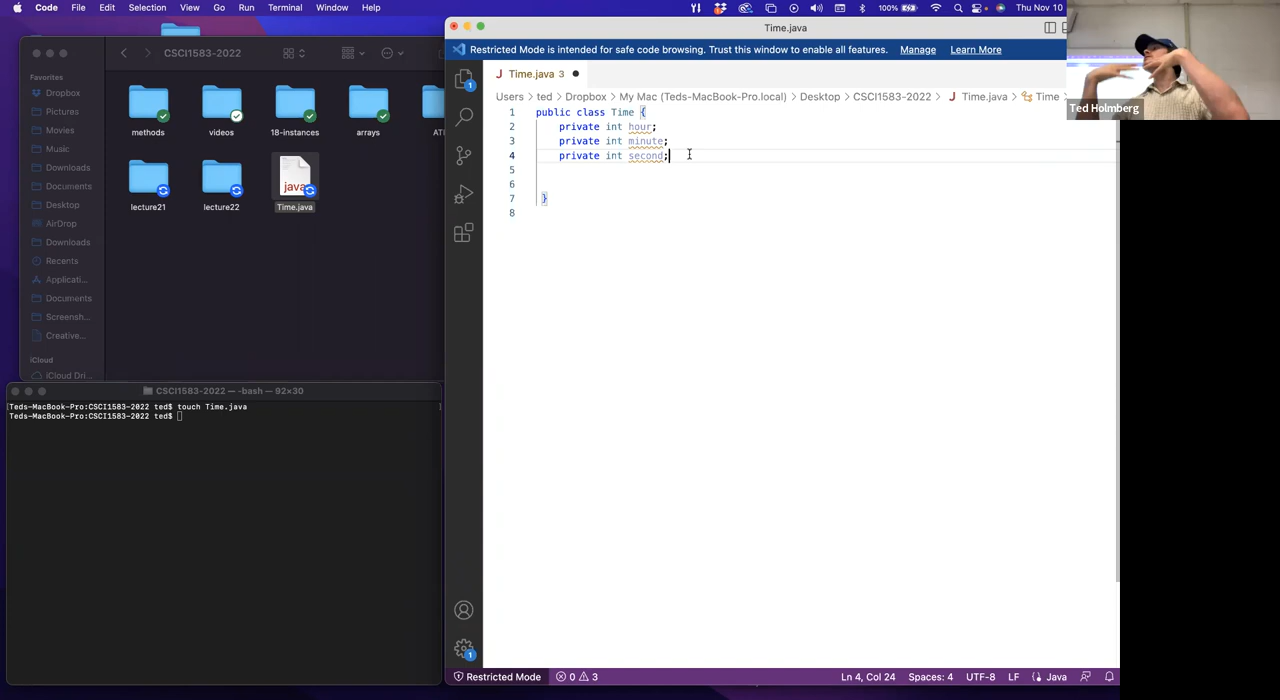 Code File Edit Selection View Go Run Terminal Window Help 100% Thu Nov 10
Time.java
Restricted Mode is intended for safe code browsing. Trust this window to enable all features. Manage Learn More
CSCI1583-2022
Favorites
Dropbox
Pictures
Movies
Music
Downloads
Documents
Desktop
AirDrop
Downloads
Recents
Applicati...
Documents
Screensh...
Creative...
iCloud
iCloud Dri...
methods
videos
18-instances
arrays
lecture21
lecture22
java
Time.java
1
Time.java 3
Users > ted > Dropbox > My Mac (Teds-MacBook-Pro.local) > Desktop > CSCI1583-2022 > Time.java > Time
1 public class Time {
2 private int hour;
3 private int minute;
4 private int second;
5
6
7 }
8
Ted Holmberg
CSCI1583-2022 — -bash — 92×30
Teds-MacBook-Pro:CSCI1583-2022 ted$ touch Time.java
Teds-MacBook-Pro:CSCI1583-2022 ted$
1
Restricted Mode 0 3 Ln 4, Col 24 Spaces: 4 UTF-8 LF Java